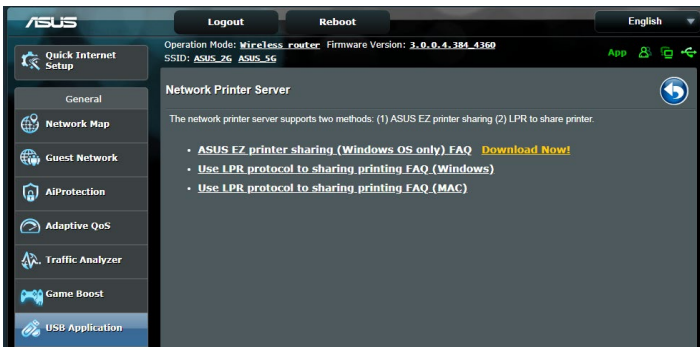 ASUS
Logout
Reboot
English
Quick Internet
Setup
Operation Mode: Wireless router Firmware Version: 3.0.0.4.384_4360
SSID: ASUS_2G ASUS_5G
App
General
Network Map
Guest Network
AiProtection
Adaptive QoS
Traffic Analyzer
Game Boost
USB Application
Network Printer Server
The network printer server supports two methods: (1) ASUS EZ printer sharing (2) LPR to share printer.
ASUS EZ printer sharing (Windows OS only) FAQ Download Now!
Use LPR protocol to sharing printing FAQ (Windows)
Use LPR protocol to sharing printing FAQ (MAC)